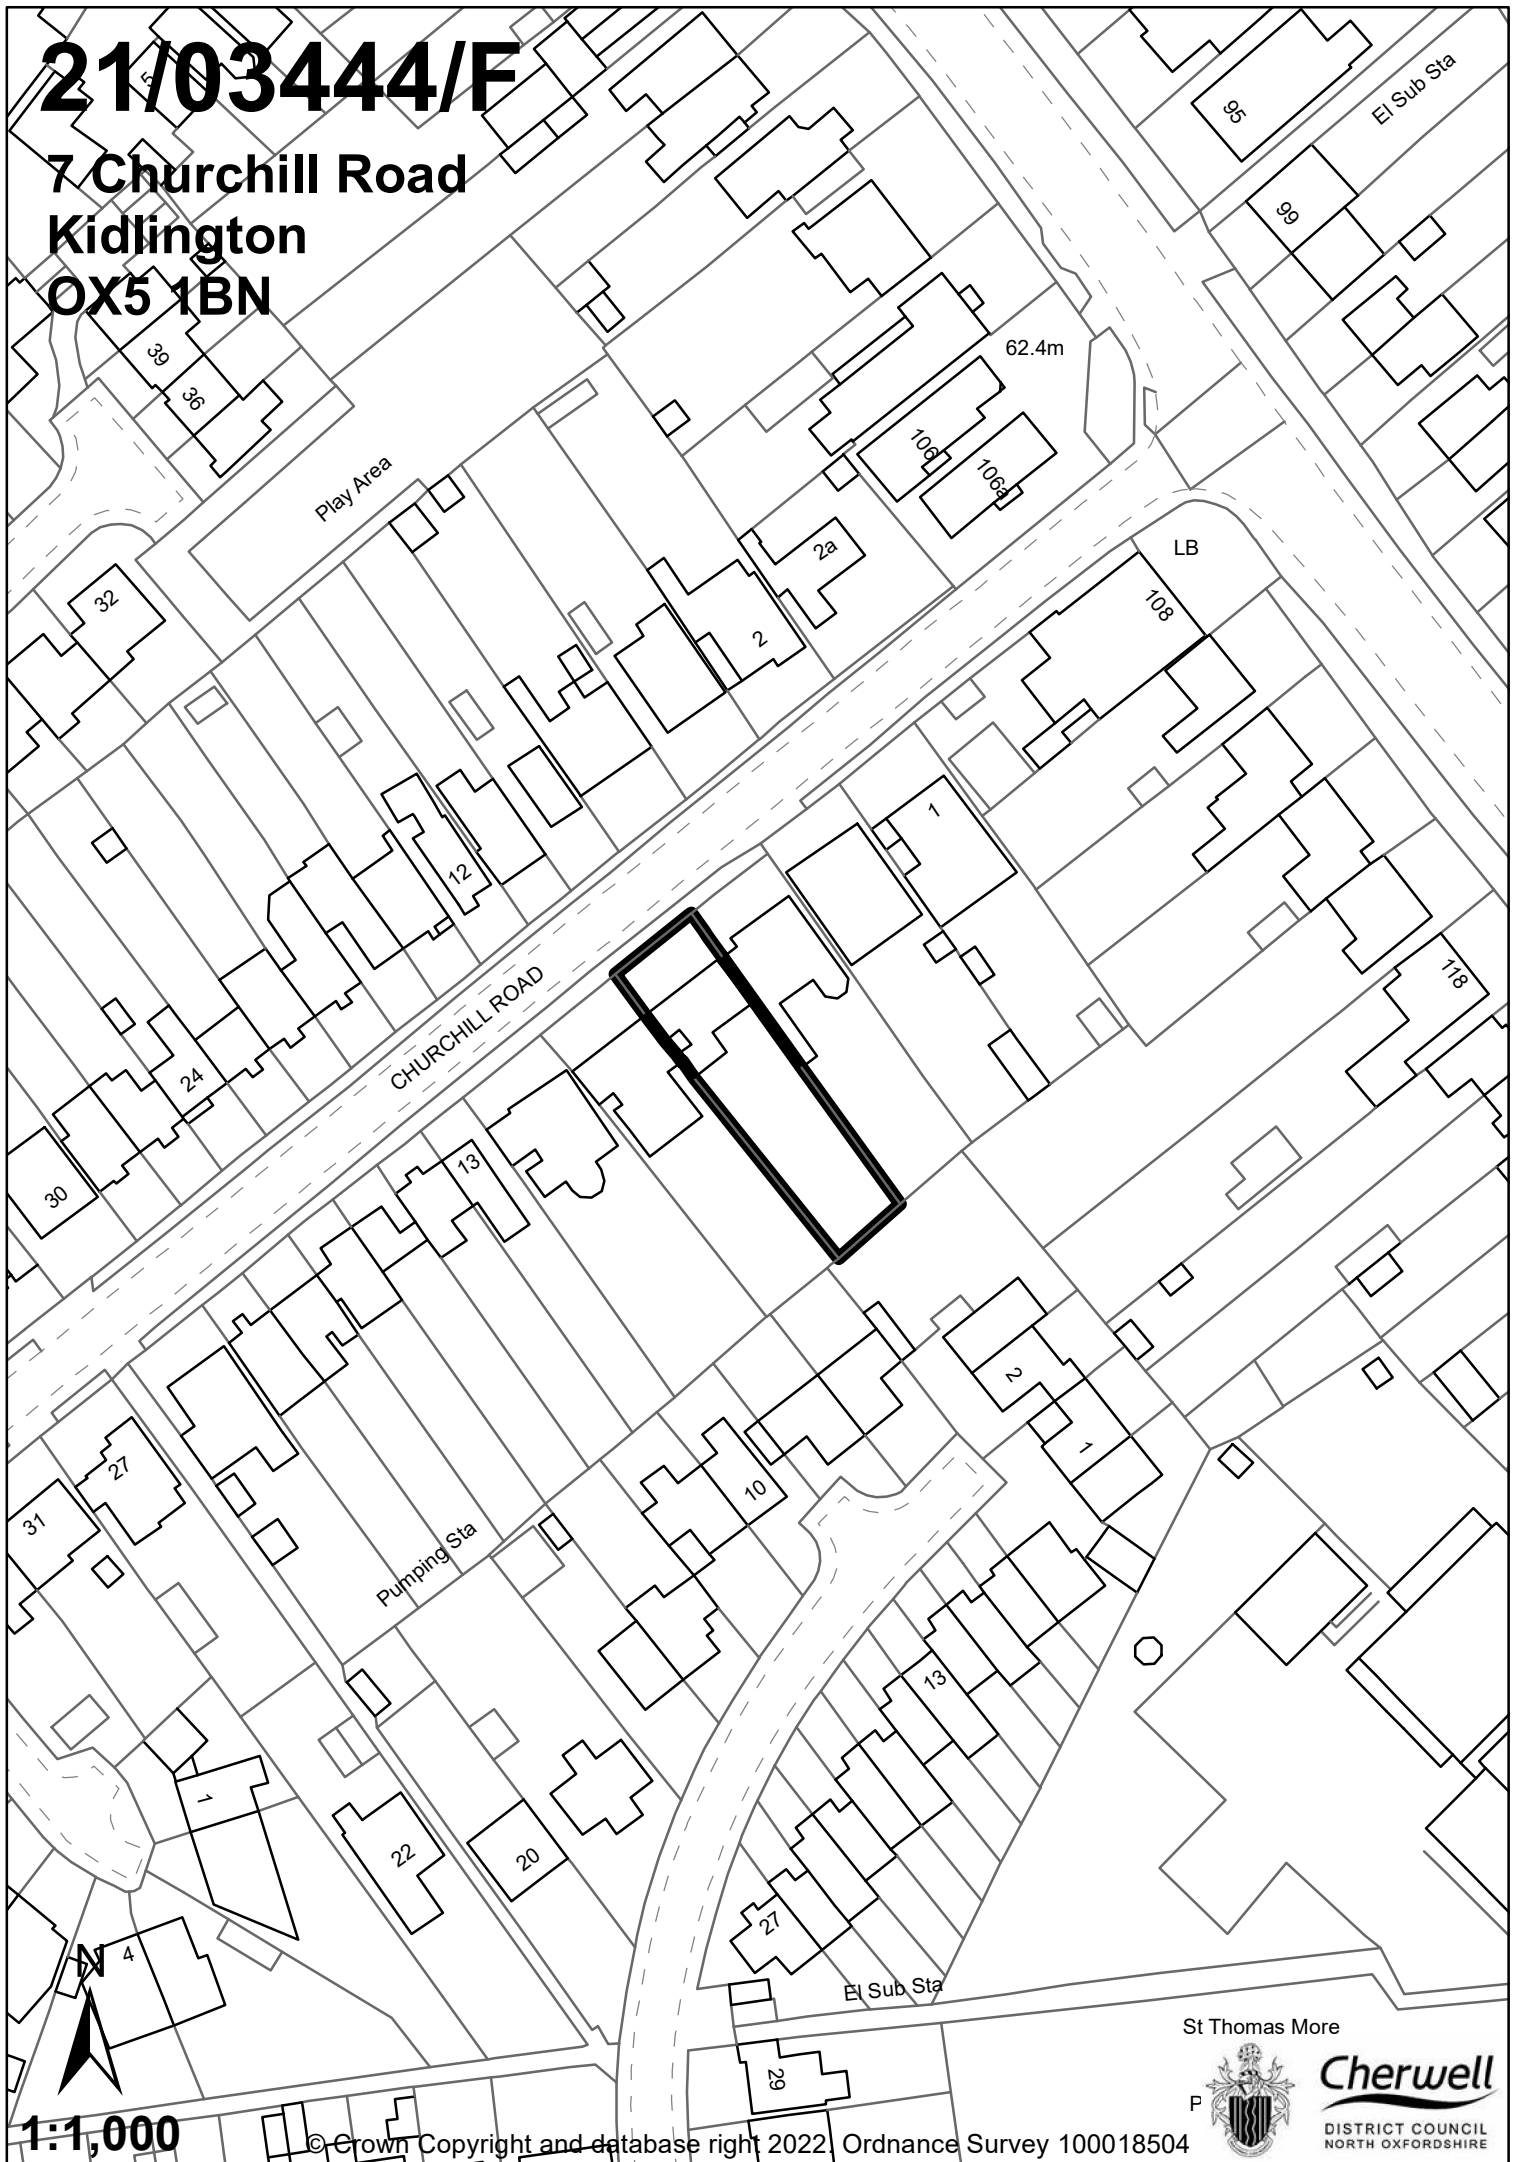 21/03444/F
7 Churchill Road
Kidlington
OX5 1BN
5
95
El Sub Sta
99
39
36
62.4m
Play Area
106
106a
2a
LB
32
108
2
1
12
118
CHURCHILL ROAD
24
13
30
2
1
27
10
31
Pumping Sta
13
1
22
20
27
4
N
El Sub Sta
St Thomas More
29
P
Cherwell
DISTRICT COUNCIL
NORTH OXFORDSHIRE
1:1,000
© Crown Copyright and database right 2022. Ordnance Survey 100018504